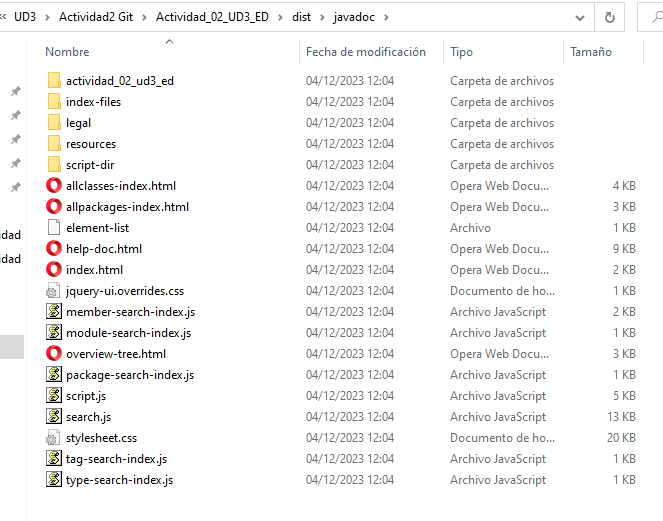 « UD3 > Actividad2 Git > Actividad_02_UD3_ED > dist > javadoc >
Nombre Fecha de modificación Tipo Tamaño
actividad_02_ud3_ed 04/12/2023 12:04 Carpeta de archivos
index-files 04/12/2023 12:04 Carpeta de archivos
legal 04/12/2023 12:04 Carpeta de archivos
resources 04/12/2023 12:04 Carpeta de archivos
script-dir 04/12/2023 12:04 Carpeta de archivos
allclasses-index.html 04/12/2023 12:04 Opera Web Docu... 4 KB
allpackages-index.html 04/12/2023 12:04 Opera Web Docu... 3 KB
idad
element-list 04/12/2023 12:04 Archivo 1 KB
help-doc.html 04/12/2023 12:04 Opera Web Docu... 9 KB
idad
index.html 04/12/2023 12:04 Opera Web Docu... 2 KB
jquery-ui.overrides.css 04/12/2023 12:04 Documento de ho... 1 KB
member-search-index.js 04/12/2023 12:04 Archivo JavaScript 2 KB
module-search-index.js 04/12/2023 12:04 Archivo JavaScript 1 KB
overview-tree.html 04/12/2023 12:04 Opera Web Docu... 3 KB
package-search-index.js 04/12/2023 12:04 Archivo JavaScript 1 KB
script.js 04/12/2023 12:04 Archivo JavaScript 5 KB
search.js 04/12/2023 12:04 Archivo JavaScript 13 KB
stylesheet.css 04/12/2023 12:04 Documento de ho... 20 KB
tag-search-index.js 04/12/2023 12:04 Archivo JavaScript 1 KB
type-search-index.js 04/12/2023 12:04 Archivo JavaScript 1 KB